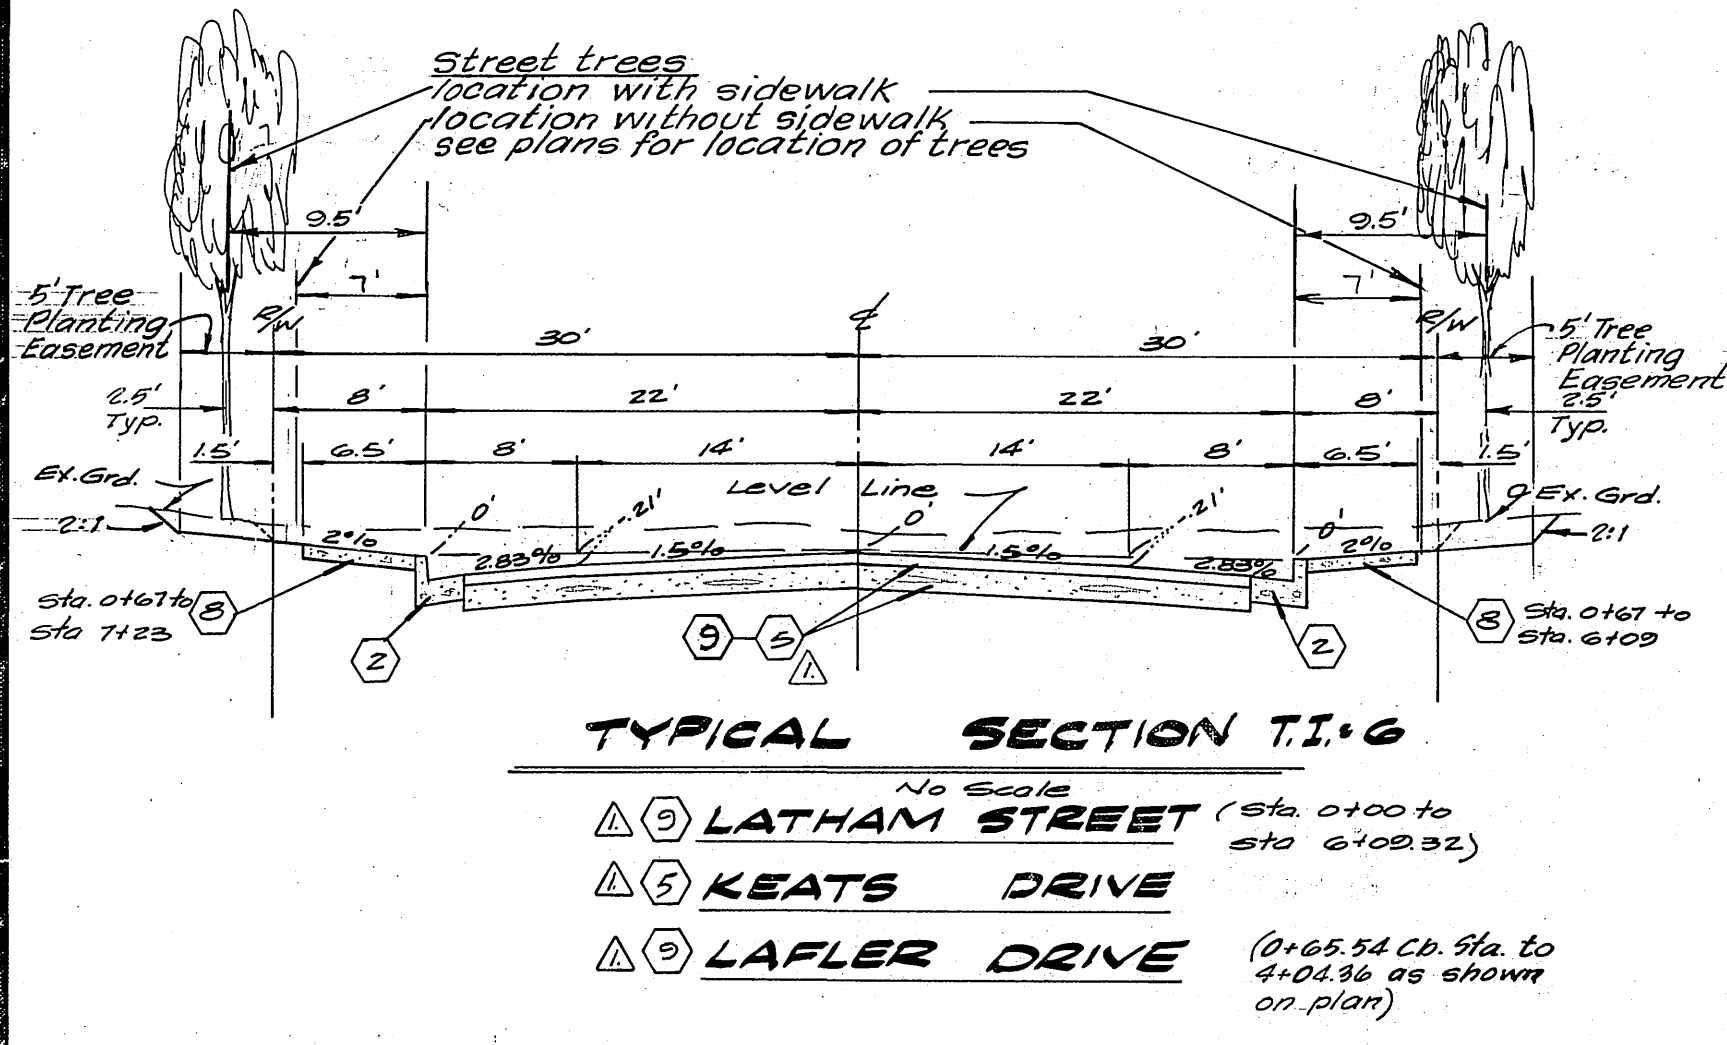 Street trees
location with sidewalk
location without sidewalk
see plans for location of trees
9.5'
9.5'
7'
7'
5' Tree
Planting
Easement
R/W
30'
℄
30'
R/W
5' Tree
Planting
Easement
2.5'
Typ.
8'
22'
22'
8'
2.5'
Typ.
1.5'
6.5'
8'
14'
14'
8'
6.5'
1.5'
Ex. Grd.
Level Line
Ex. Grd.
2:1
0'
.21'
0'
.21'
0'
2:1
2%
2.83%
1.5%
1.5%
2.83%
2%
Sta. 0+67 to
Sta 7+23
8
2
9
5
1.
2
8
Sta. 0+67 to
Sta. 6+09
TYPICAL SECTION T.I.=6
No Scale
1. 9 LATHAM STREET (Sta. 0+00 to
Sta 6+09.32)
1. 5 KEATS DRIVE
1. 9 LAFLER DRIVE (0+65.54 Cb. Sta. to
4+04.36 as shown
on plan)